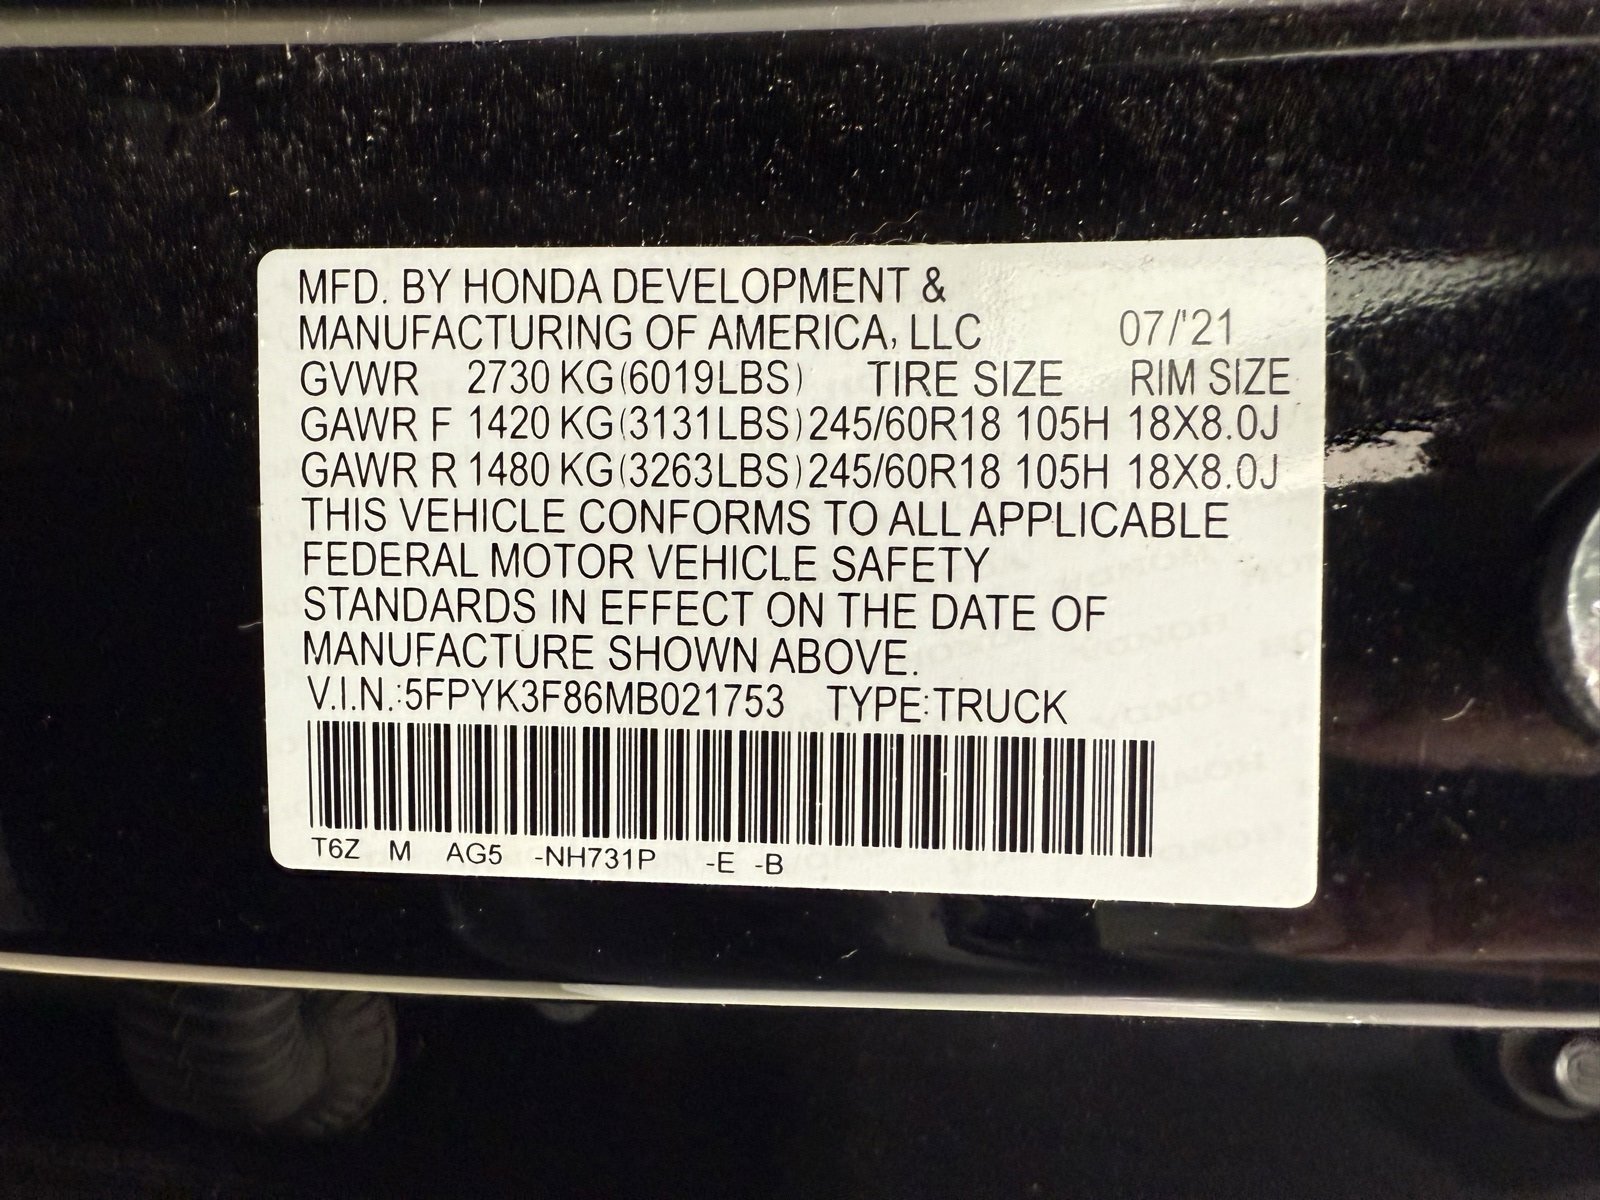 MFD. BY HONDA DEVELOPMENT &
MANUFACTURING OF AMERICA, LLC 07/'21
GVWR 2730 KG(6019LBS) TIRE SIZE RIM SIZE
GAWR F 1420 KG(3131LBS) 245/60R18 105H 18X8.0J
GAWR R 1480 KG(3263LBS) 245/60R18 105H 18X8.0J
THIS VEHICLE CONFORMS TO ALL APPLICABLE
FEDERAL MOTOR VEHICLE SAFETY
STANDARDS IN EFFECT ON THE DATE OF
MANUFACTURE SHOWN ABOVE.
V.I.N.:5FPYK3F86MB021753 TYPE:TRUCK
T6Z M AG5 -NH731P -E -B